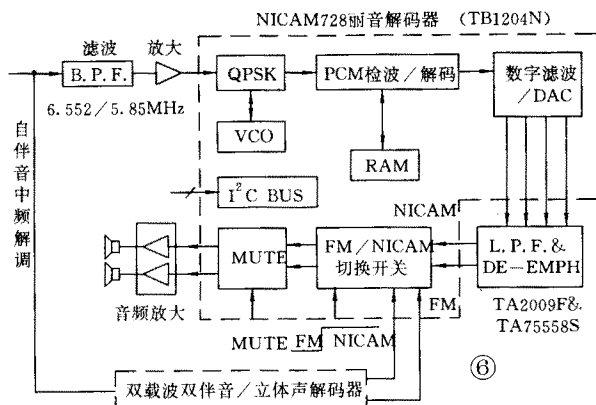 NICAM728丽音解码器 (TB1204N)
滤波
放大
B.P.F.
6.552/5.85MHz
QPSK
PCM检波/解码
数字滤波
/DAC
VCO
RAM
自伴音中频解调
I²C BUS
NICAM
MUTE
FM/NICAM
切换开关
L.P.F.&
DE-EMPH
FM
音频放大
TA2009F&
TA75558S
MUTE FM NICAM
双载波双伴音/立体声解码器
⑥